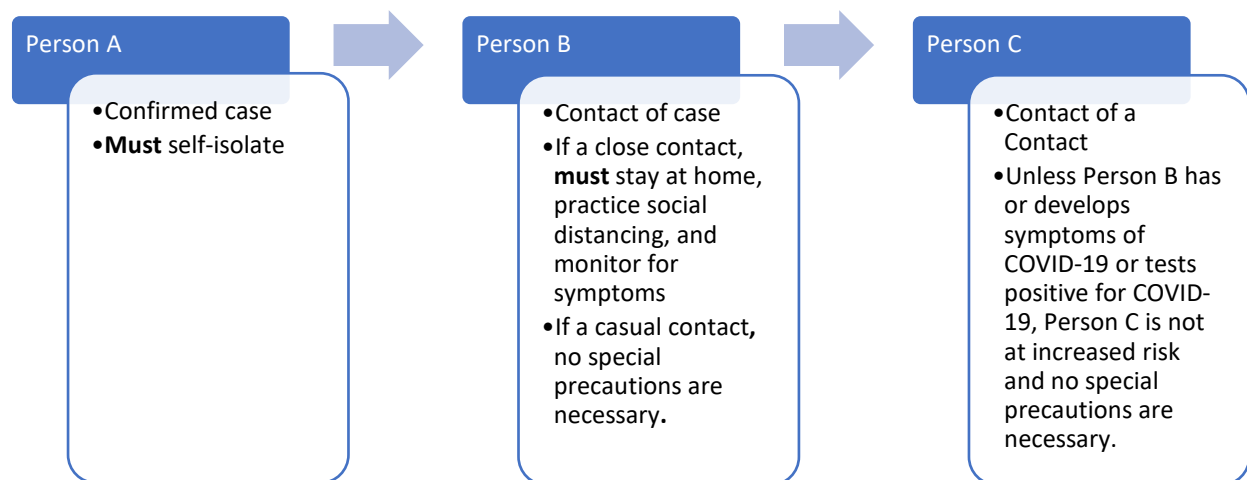 Person A
•Confirmed case
•Must self-isolate
Person B
•Contact of case
•If a close contact,
must stay at home,
practice social
distancing, and
monitor for
symptoms
•If a casual contact,
no special
precautions are
necessary.
Person C
•Contact of a
Contact
•Unless Person B has
or develops
symptoms of
COVID-19 or tests
positive for COVID-
19, Person C is not
at increased risk
and no special
precautions are
necessary.